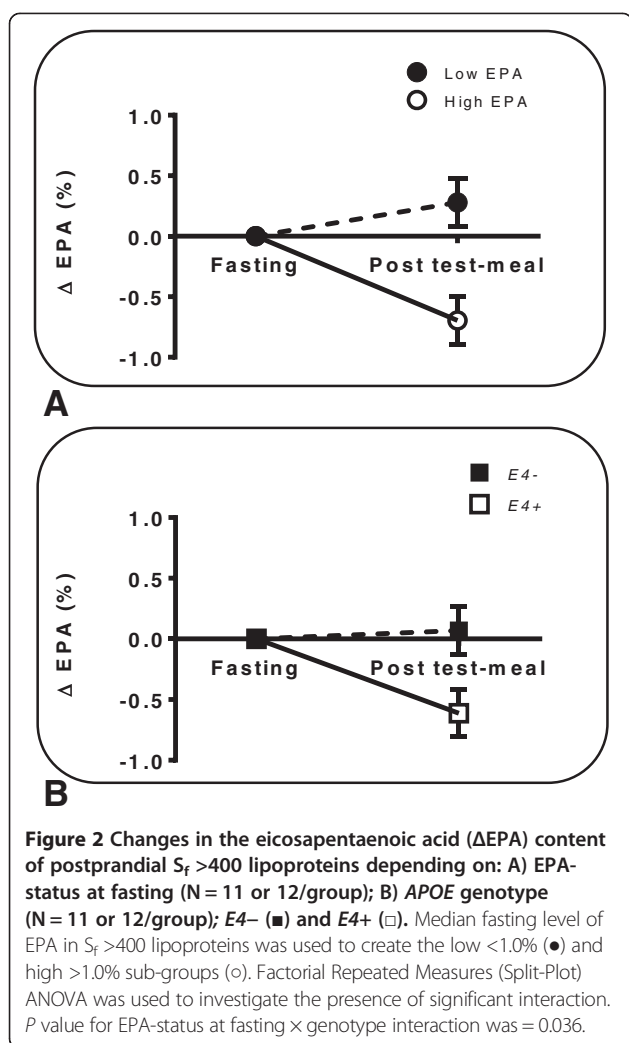 Low EPA
High EPA
1.0
0.5
0.0
-0.5
-1.0
Δ EPA (%)
Fasting
Post test-meal
A
E4-
E4+
1.0
0.5
0.0
-0.5
-1.0
Δ EPA (%)
Fasting
Post test-meal
B
Figure 2 Changes in the eicosapentaenoic acid (ΔEPA) content
of postprandial Sf >400 lipoproteins depending on: A) EPA-
status at fasting (N = 11 or 12/group); B) APOE genotype
(N = 11 or 12/group); E4− (■) and E4+ (□). Median fasting level of
EPA in Sf >400 lipoproteins was used to create the low <1.0% (●) and
high >1.0% sub-groups (○). Factorial Repeated Measures (Split-Plot)
ANOVA was used to investigate the presence of significant interaction.
P value for EPA-status at fasting × genotype interaction was = 0.036.